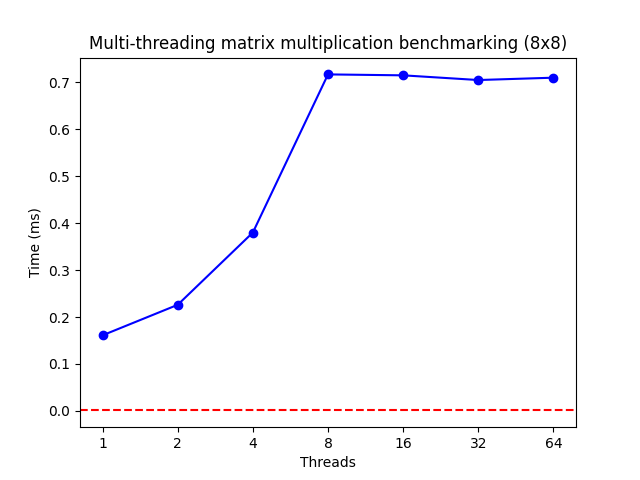 Multi-threading matrix multiplication benchmarking (8x8)
0.7
0.6
0.5
0.4
0.3
0.2
0.1
0.0
Time (ms)
1 2 4 8 16 32 64
Threads